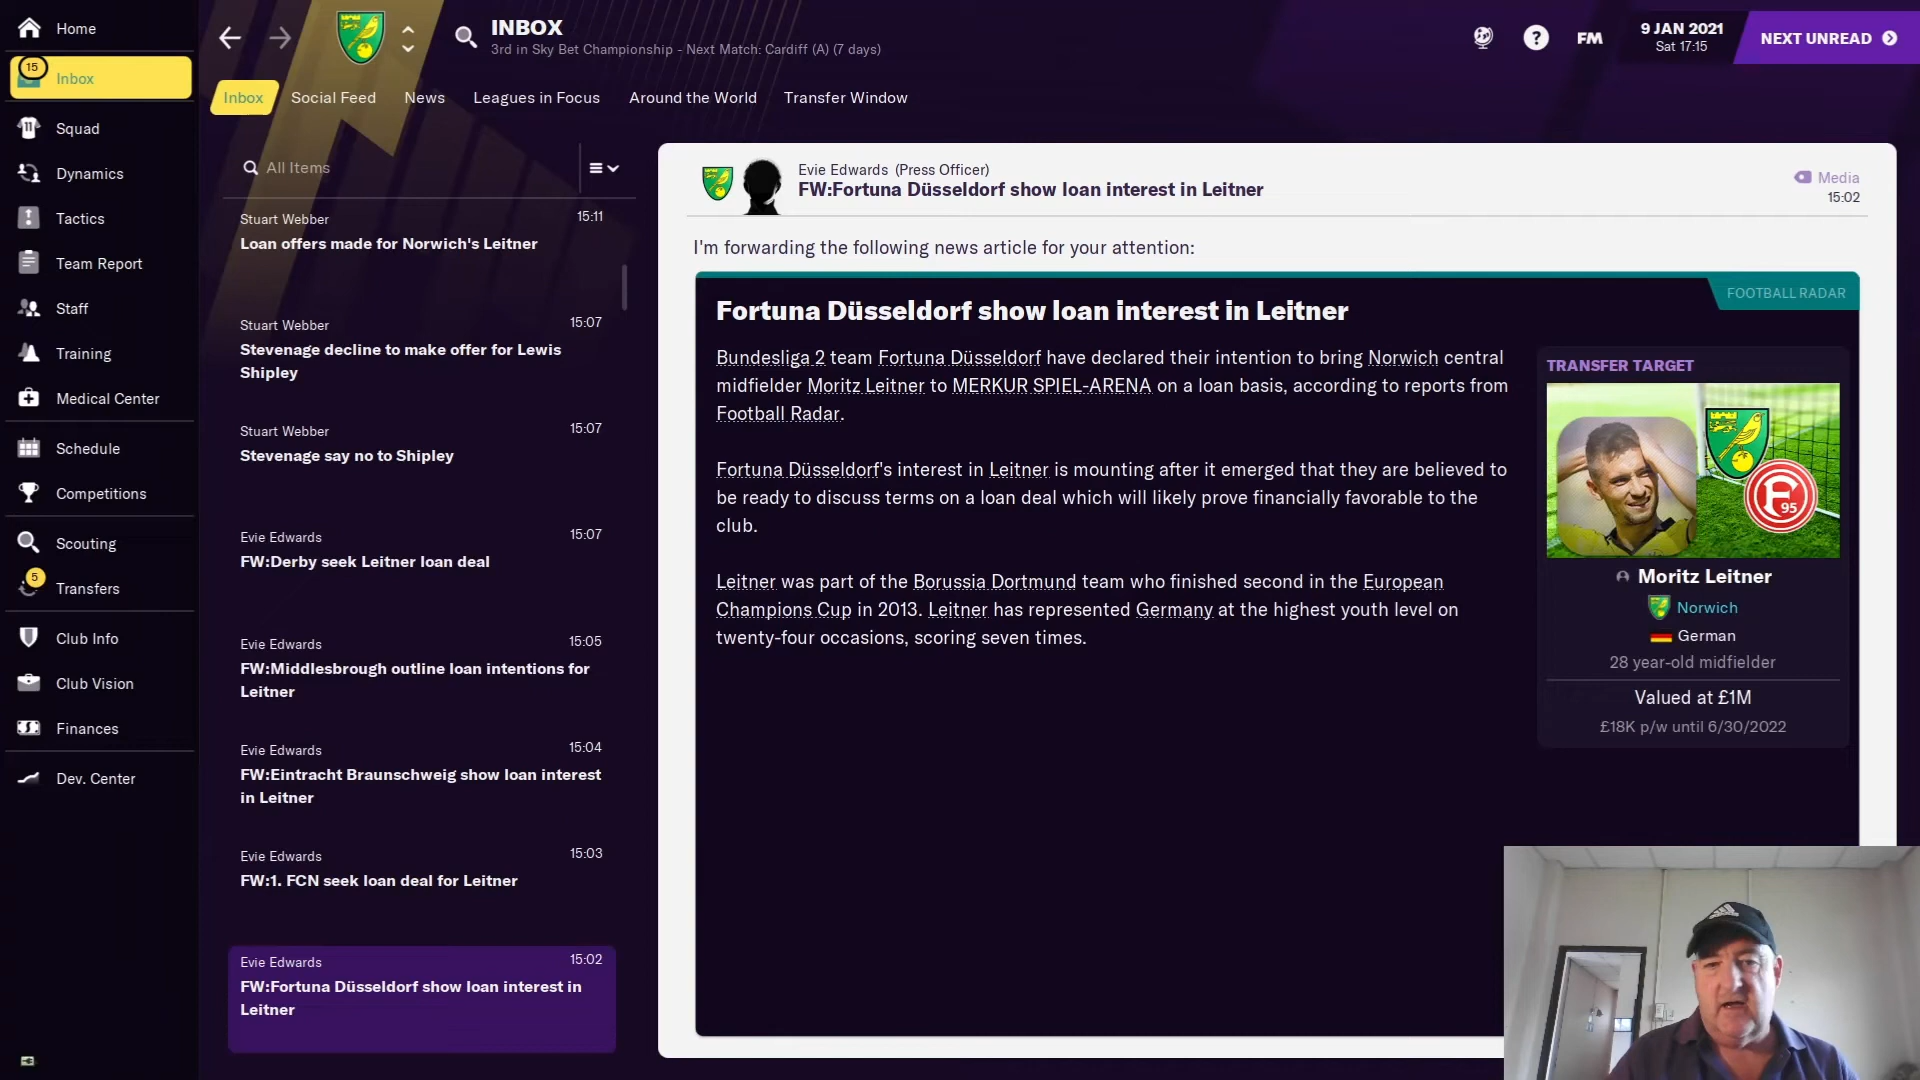 Home
15
Inbox
Squad
Dynamics
Tactics
Team Report
Staff
Training
Medical Center
Schedule
Competitions
Scouting
5
Transfers
Club Info
Club Vision
Finances
Dev. Center
INBOX
3rd in Sky Bet Championship - Next Match: Cardiff (A) (7 days)
?
FM
9 JAN 2021
Sat 17:15
NEXT UNREAD
Inbox
Social Feed
News
Leagues in Focus
Around the World
Transfer Window
All Items
Stuart Webber
15:11
Loan offers made for Norwich's Leitner
Stuart Webber
15:07
Stevenage decline to make offer for Lewis
Shipley
Stuart Webber
15:07
Stevenage say no to Shipley
Evie Edwards
15:07
FW:Derby seek Leitner loan deal
Evie Edwards
15:05
FW:Middlesbrough outline loan intentions for
Leitner
Evie Edwards
15:04
FW:Eintracht Braunschweig show loan interest
in Leitner
Evie Edwards
15:03
FW:1. FCN seek loan deal for Leitner
Evie Edwards
15:02
FW:Fortuna Düsseldorf show loan interest in
Leitner
Evie Edwards (Press Officer)
FW:Fortuna Düsseldorf show loan interest in Leitner
Media
15:02
I'm forwarding the following news article for your attention:
FOOTBALL RADAR
Fortuna Düsseldorf show loan interest in Leitner
Bundesliga 2 team Fortuna Düsseldorf have declared their intention to bring Norwich central
midfielder Moritz Leitner to MERKUR SPIEL-ARENA on a loan basis, according to reports from
Football Radar.
Fortuna Düsseldorf's interest in Leitner is mounting after it emerged that they are believed to
be ready to discuss terms on a loan deal which will likely prove financially favorable to the
club.
Leitner was part of the Borussia Dortmund team who finished second in the European
Champions Cup in 2013. Leitner has represented Germany at the highest youth level on
twenty-four occasions, scoring seven times.
TRANSFER TARGET
F
95
Moritz Leitner
Norwich
German
28 year-old midfielder
Valued at £1M
£18K p/w until 6/30/2022